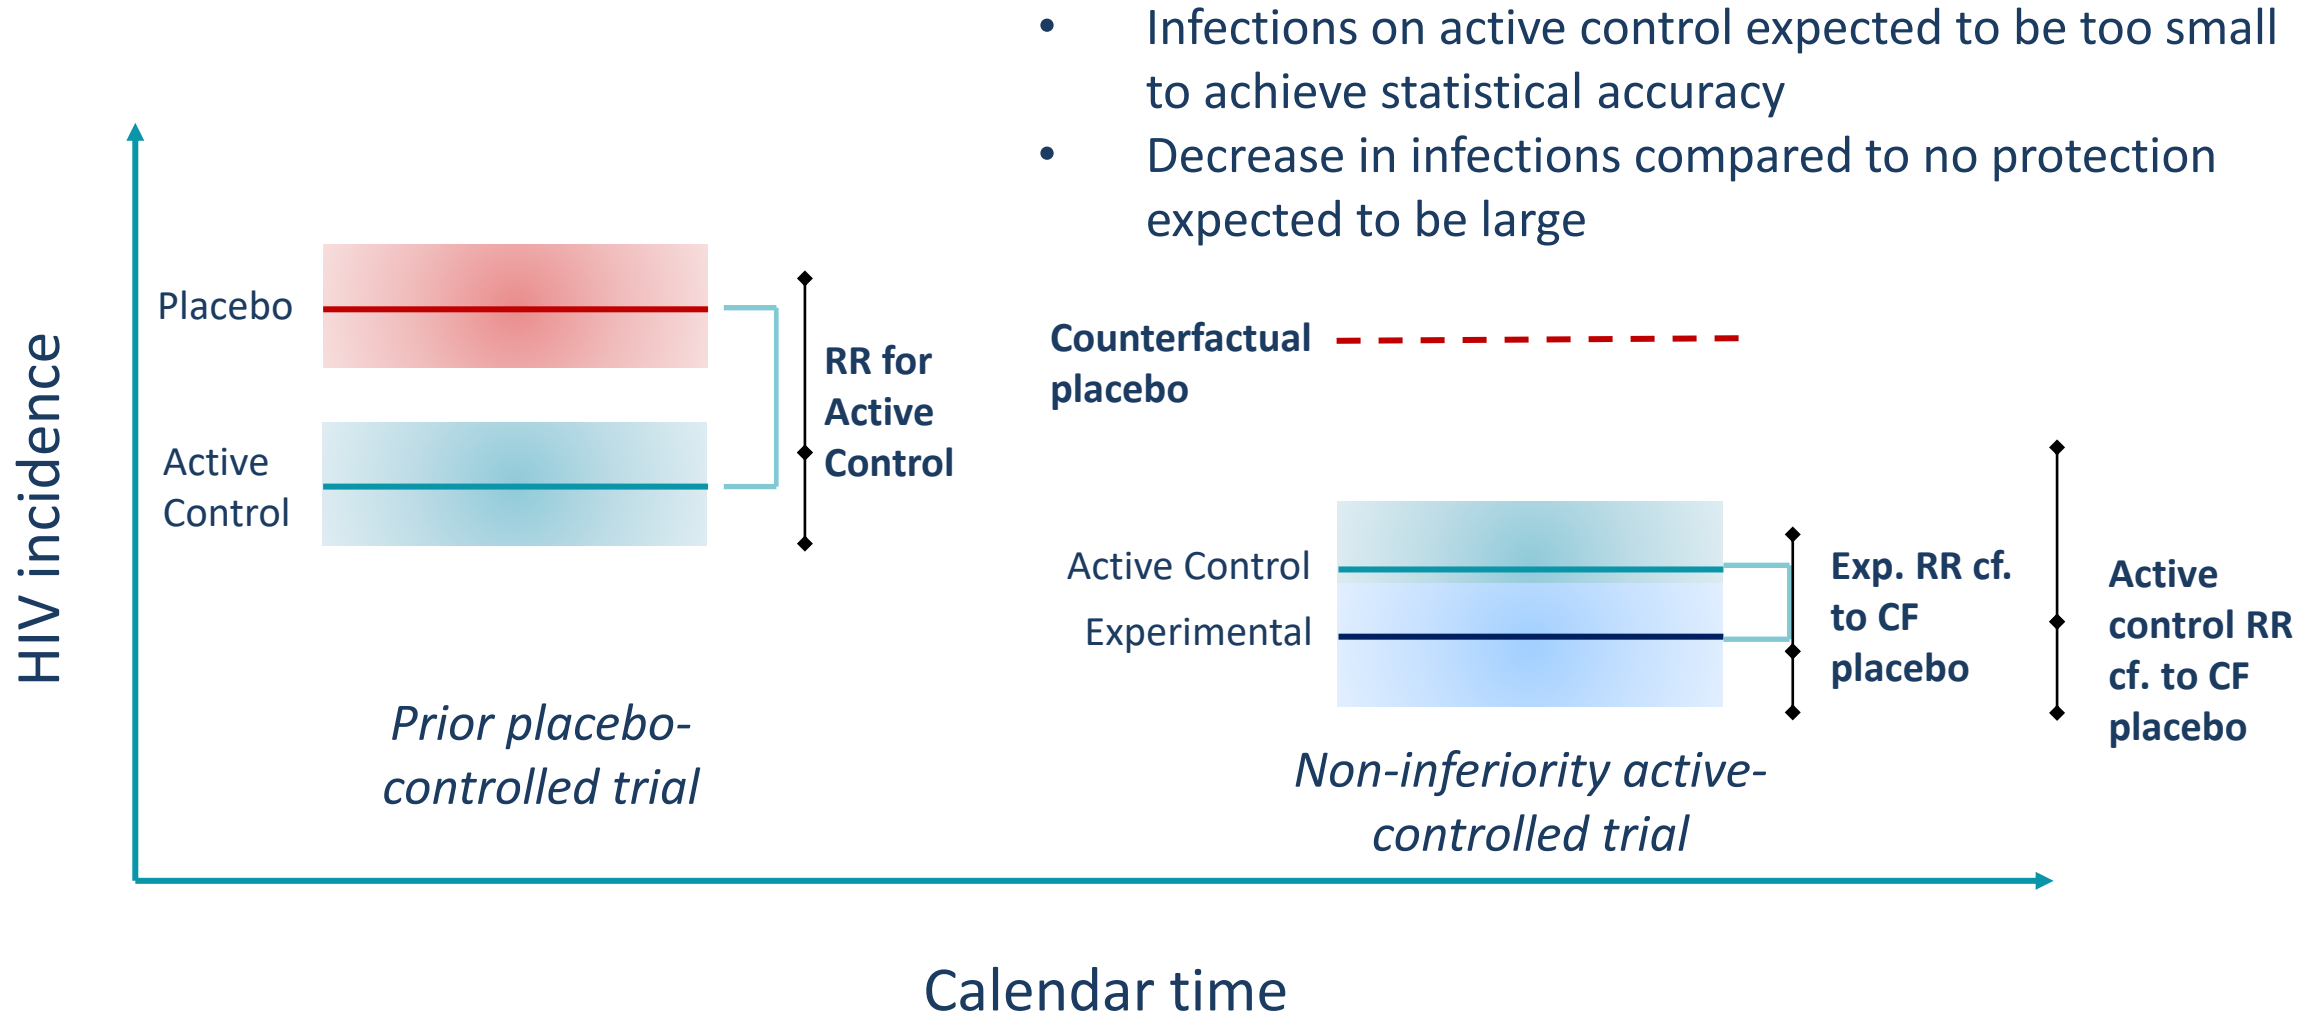 • Infections on active control expected to be too small
to achieve statistical accuracy
• Decrease in infections compared to no protection
expected to be large
HIV incidence
Placebo
Active
Control
RR for
Active
Control
Prior placebo-
controlled trial
Counterfactual
placebo
Active Control
Experimental
Exp. RR cf.
to CF
placebo
Active
control RR
cf. to CF
placebo
Non-inferiority active-
controlled trial
Calendar time